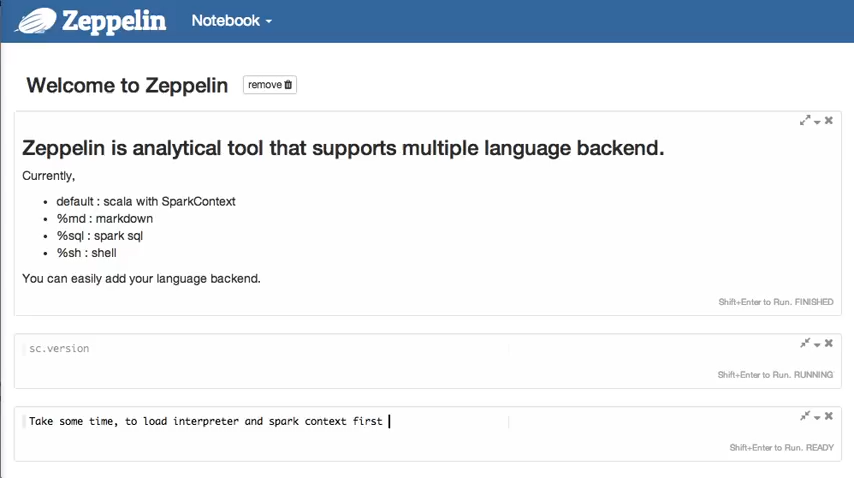 Zeppelin Notebook
Welcome to Zeppelin remove
Zeppelin is analytical tool that supports multiple language backend.
Currently,
default : scala with SparkContext
%md : markdown
%sql : spark sql
%sh : shell
You can easily add your language backend.
Shift+Enter to Run. FINISHED
sc.version
Shift+Enter to Run. RUNNING
Take some time, to load interpreter and spark context first
Shift+Enter to Run. READY